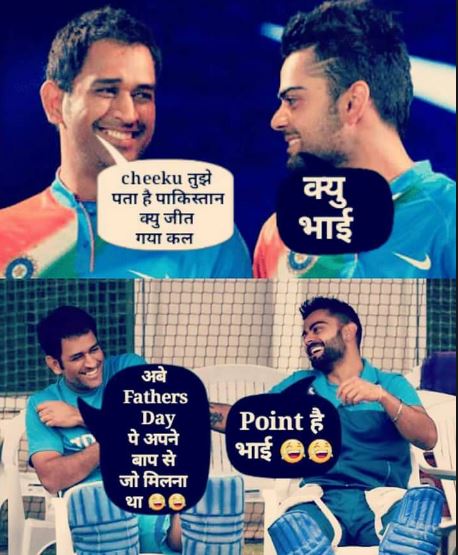 cheeku तुझे
पता है पाकिस्तान
क्यु जीत
गया कल
क्यु
भाई
अबे
Fathers
Day
पे अपने
बाप से
जो मिलना
था 😂😂
Point है
भाई 😂😂